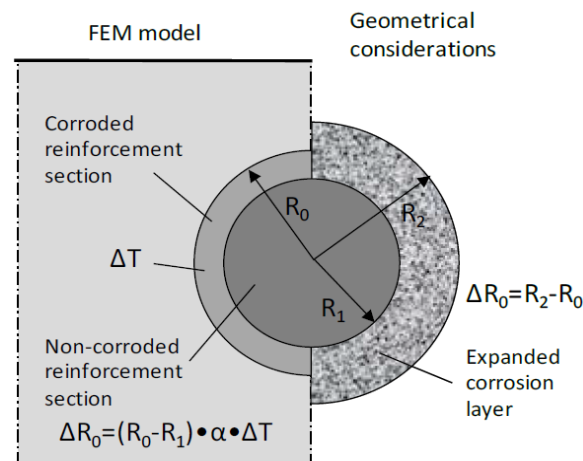 FEM model
Geometrical
considerations
Corroded
reinforcement
section
R₀
R₂
ΔT
R₁
ΔR₀=R₂-R₀
Non-corroded
reinforcement
section
Expanded
corrosion
layer
ΔR₀=(R₀-R₁)•α•ΔT